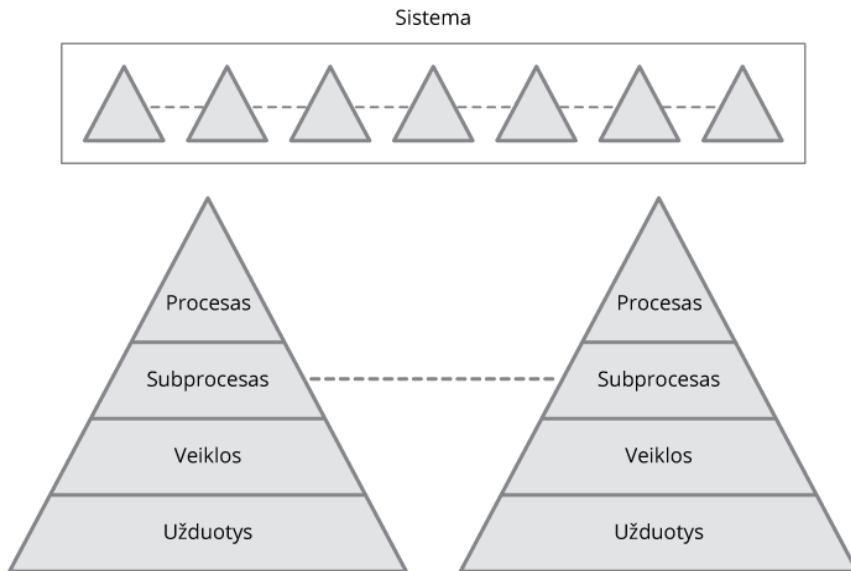 Sistema
Procesas
Procesas
Subprocesas
Subprocesas
Veiklos
Veiklos
Užduotys
Užduotys